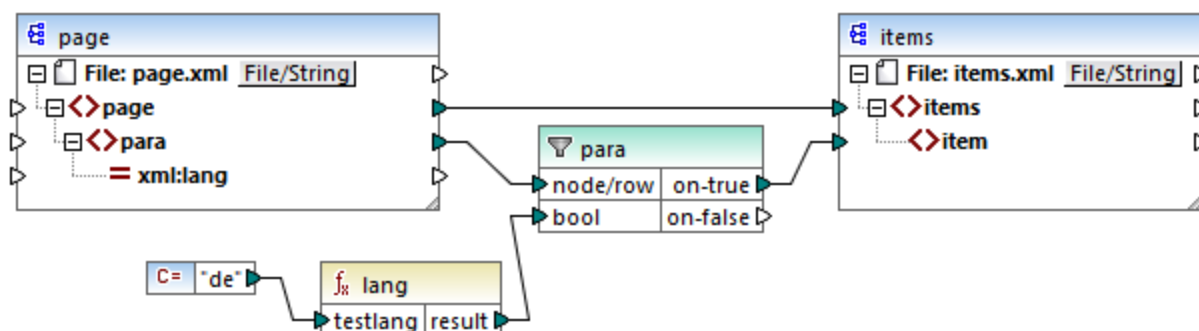 page
File: page.xml File/String
page
para
xml:lang
para
node/row on-true
bool on-false
C= "de"
fx lang
testlang result
items
File: items.xml File/String
items
item